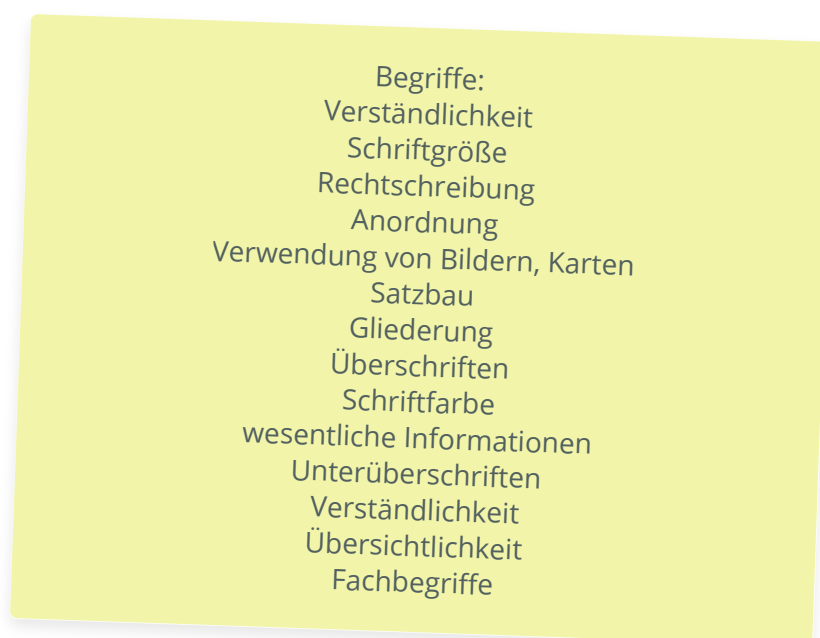 Begriffe:
Verständlichkeit
Schriftgröße
Rechtschreibung
Anordnung
Verwendung von Bildern, Karten
Satzbau
Gliederung
Überschriften
Schriftfarbe
wesentliche Informationen
Unterüberschriften
Verständlichkeit
Übersichtlichkeit
Fachbegriffe